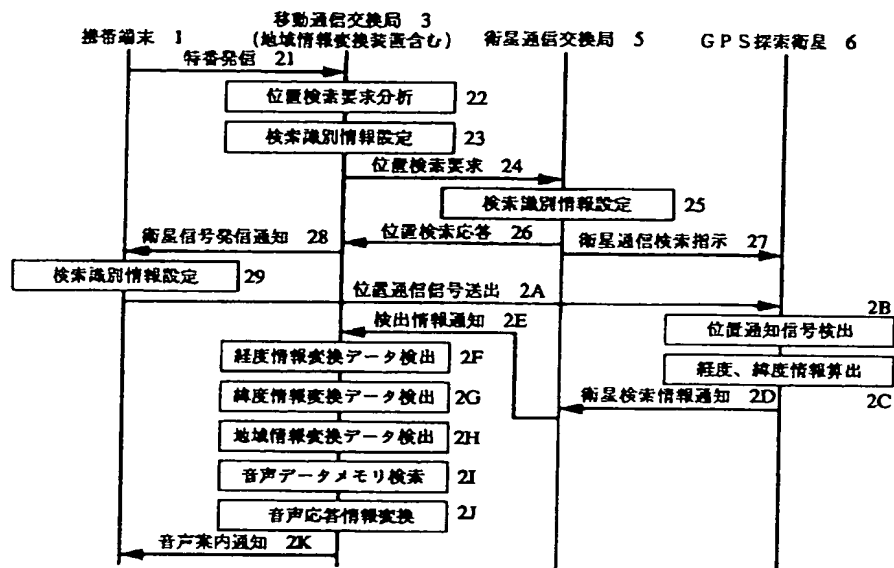 移動通信交換局 3
携帯端末 1 (地域情報変換装置含む) 衛星通信交換局 5 GPS探索衛星 6
特番発信 21
位置検索要求分析 22
検索識別情報設定 23
位置検索要求 24
検索識別情報設定 25
衛星信号発信通知 28 位置検索応答 26 衛星通信検索指示 27
検索識別情報設定 29
位置通信信号送出 2A
2B
検出情報通知 2E 位置通知信号検出
経度情報変換データ検出 2F 経度、緯度情報算出
緯度情報変換データ検出 2G 衛星検索情報通知 2D 2C
地域情報変換データ検出 2H
音声データメモリ検索 2I
音声応答情報変換 2J
音声案内通知 2K